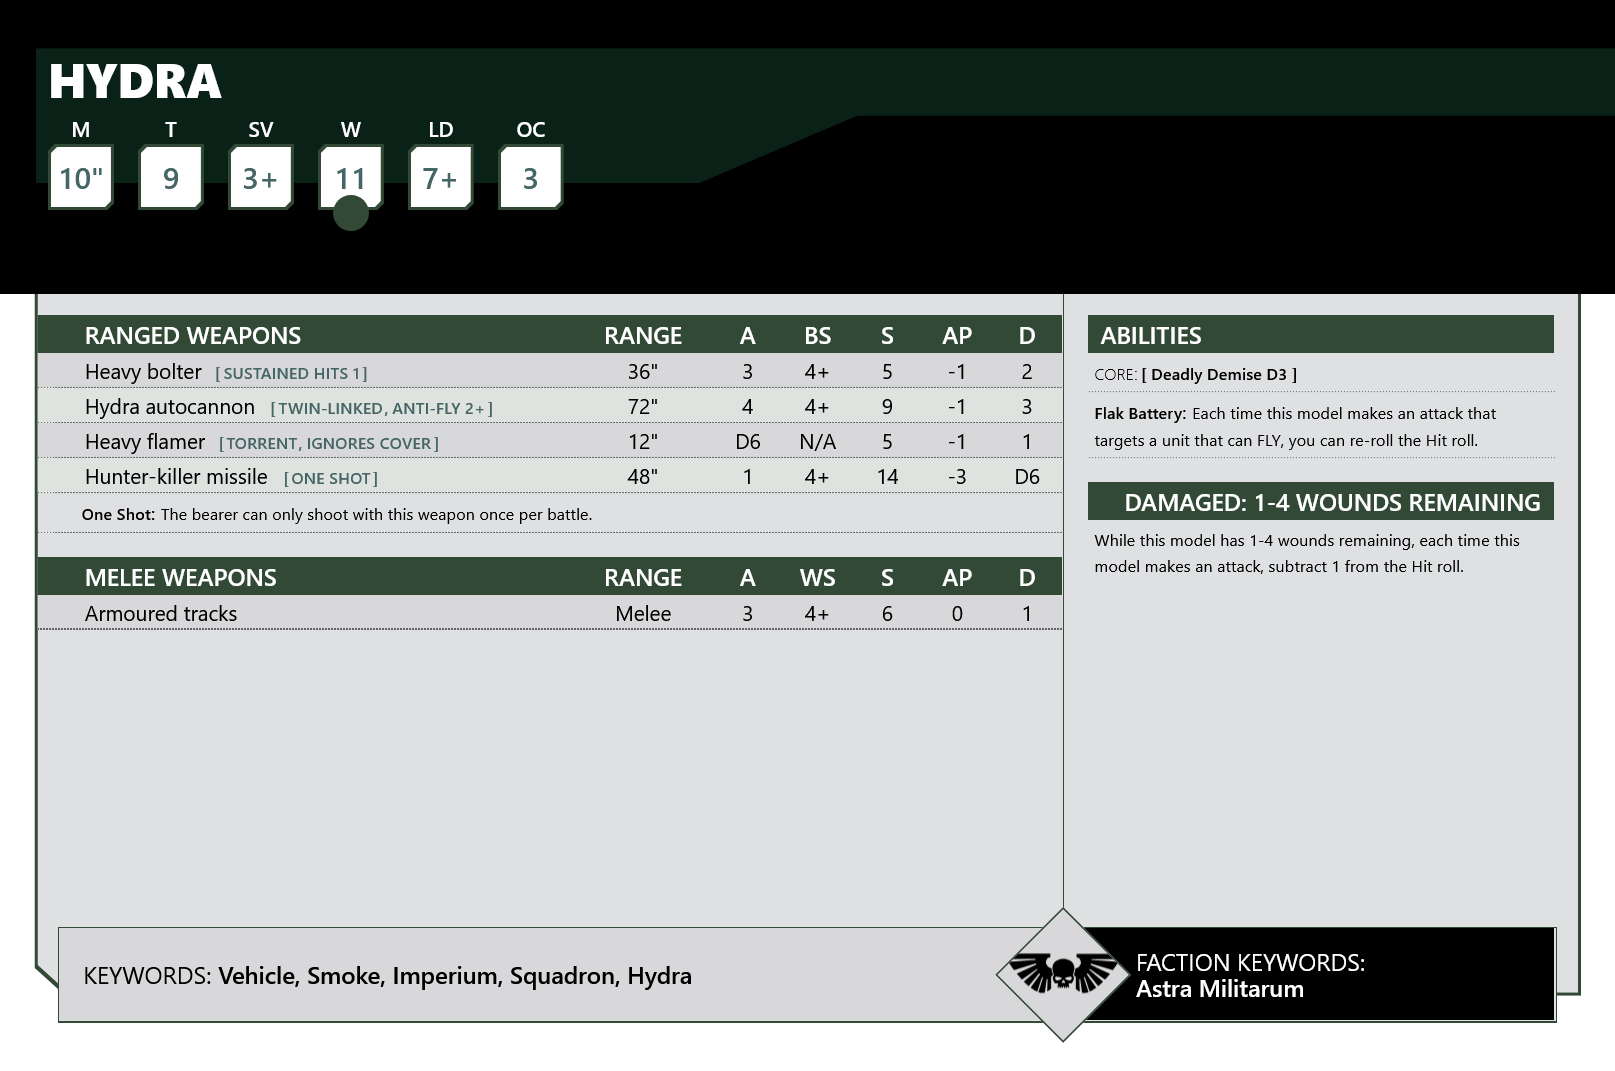 HYDRA
M T SV W LD OC
10" 9 3+ 11 7+ 3
RANGED WEAPONS RANGE A BS S AP D
Heavy bolter [SUSTAINED HITS 1] 36" 3 4+ 5 -1 2
Hydra autocannon [TWIN-LINKED, ANTI-FLY 2+] 72" 4 4+ 9 -1 3
Heavy flamer [TORRENT, IGNORES COVER] 12" D6 N/A 5 -1 1
Hunter-killer missile [ONE SHOT] 48" 1 4+ 14 -3 D6
One Shot: The bearer can only shoot with this weapon once per battle.
MELEE WEAPONS RANGE A WS S AP D
Armoured tracks Melee 3 4+ 6 0 1
ABILITIES
CORE: [ Deadly Demise D3 ]
Flak Battery: Each time this model makes an attack that
targets a unit that can FLY, you can re-roll the Hit roll.
DAMAGED: 1-4 WOUNDS REMAINING
While this model has 1-4 wounds remaining, each time this
model makes an attack, subtract 1 from the Hit roll.
KEYWORDS: Vehicle, Smoke, Imperium, Squadron, Hydra
FACTION KEYWORDS:
Astra Militarum